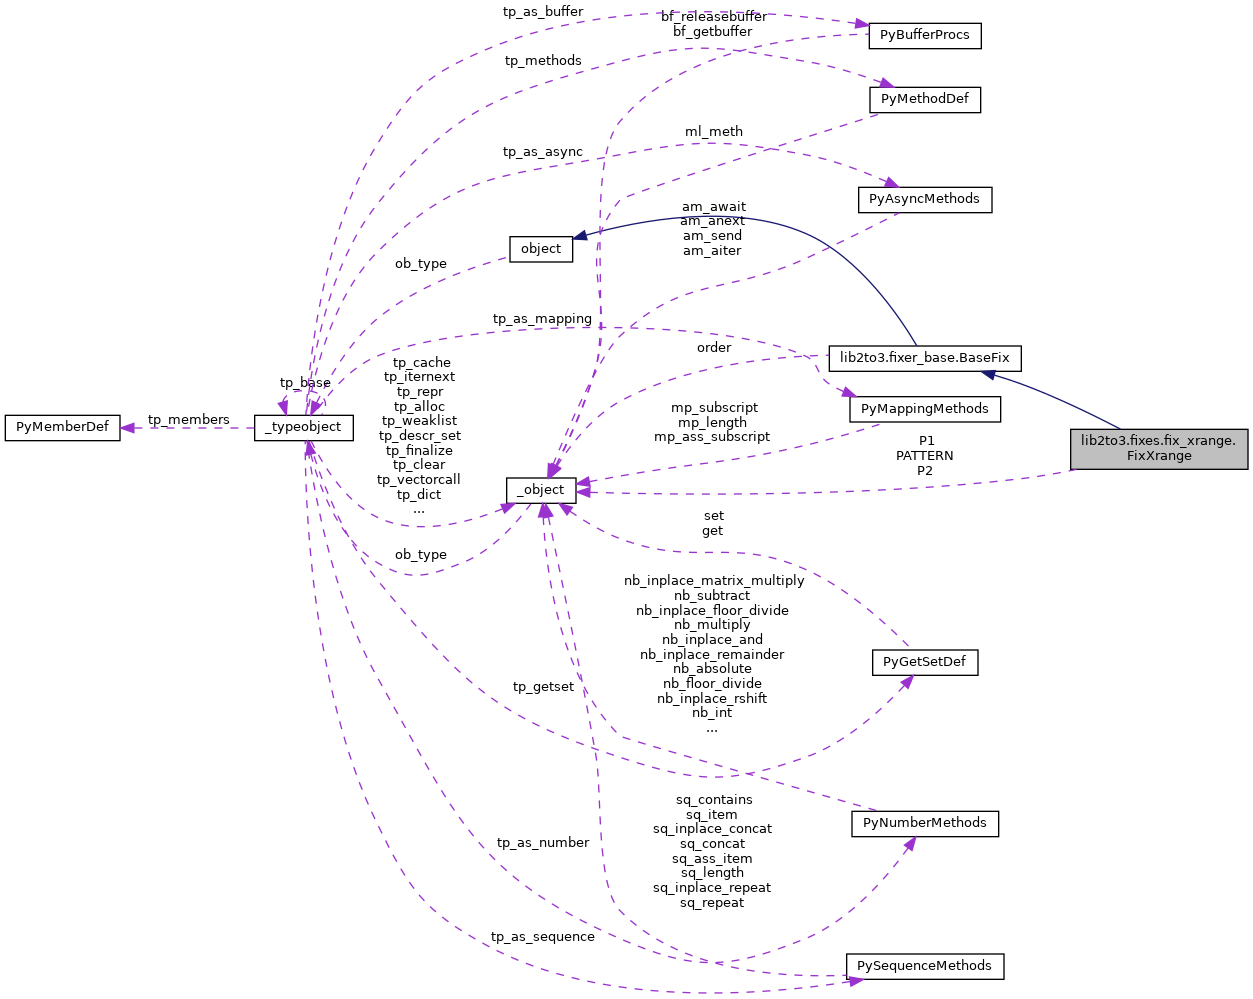 tp_as_buffer
bf_releasebuffer
bf_getbuffer
PyBufferProcs
tp_methods
PyMethodDef
ml_meth
tp_as_async
PyAsyncMethods
am_await
am_anext
am_send
am_aiter
object
ob_type
tp_as_mapping
order
lib2to3.fixer_base.BaseFix
tp_base
tp_cache
tp_iternext
tp_repr
tp_alloc
tp_weaklist
tp_descr_set
tp_finalize
tp_clear
tp_vectorcall
tp_dict
...
PyMemberDef
tp_members
_typeobject
mp_subscript
mp_length
mp_ass_subscript
PyMappingMethods
P1
PATTERN
P2
lib2to3.fixes.fix_xrange.
FixXrange
_object
set
get
ob_type
nb_inplace_matrix_multiply
nb_subtract
nb_inplace_floor_divide
nb_multiply
nb_inplace_and
nb_inplace_remainder
nb_absolute
nb_floor_divide
nb_inplace_rshift
nb_int
...
PyGetSetDef
tp_getset
sq_contains
sq_item
sq_inplace_concat
sq_concat
sq_ass_item
sq_length
sq_inplace_repeat
sq_repeat
PyNumberMethods
tp_as_number
tp_as_sequence
PySequenceMethods